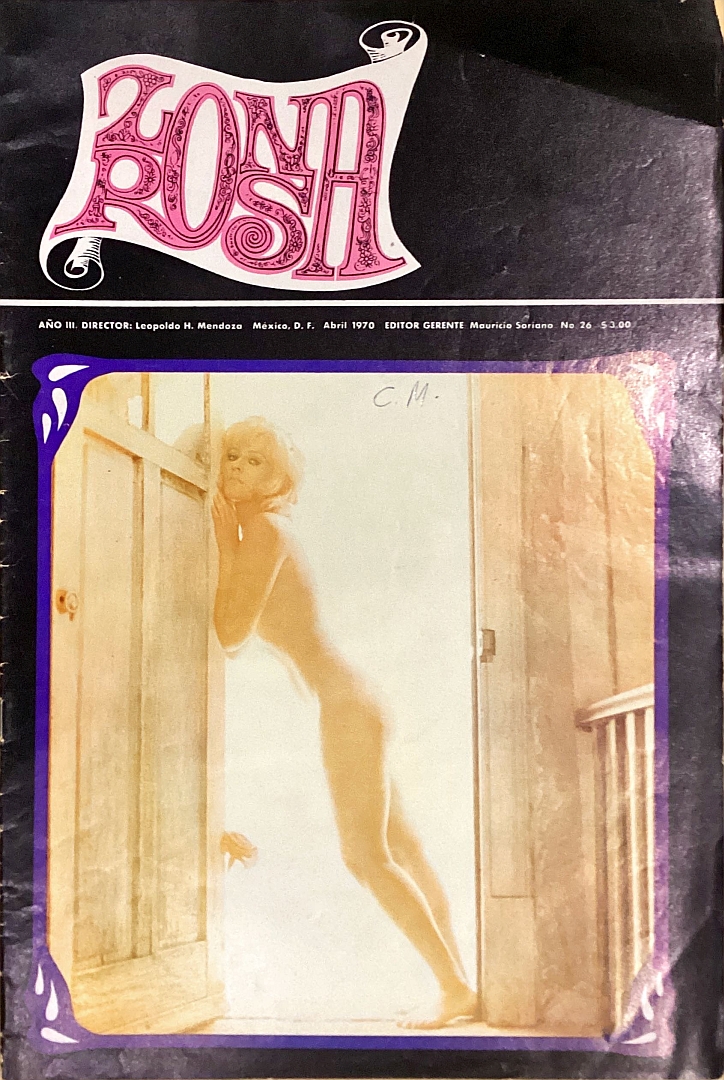 ZONA
ROSA
AÑO III. DIRECTOR: Leopoldo H. Mendoza México, D. F. Abril 1970 EDITOR GERENTE Mauricio Soriano No. 26 $3.00
C. M.